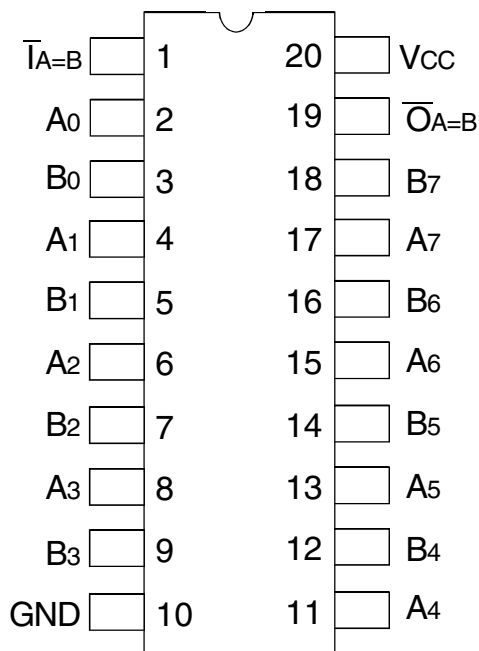 I̅A=B 1 20 VCC
A0 2 19 O̅A=B
B0 3 18 B7
A1 4 17 A7
B1 5 16 B6
A2 6 15 A6
B2 7 14 B5
A3 8 13 A5
B3 9 12 B4
GND 10 11 A4